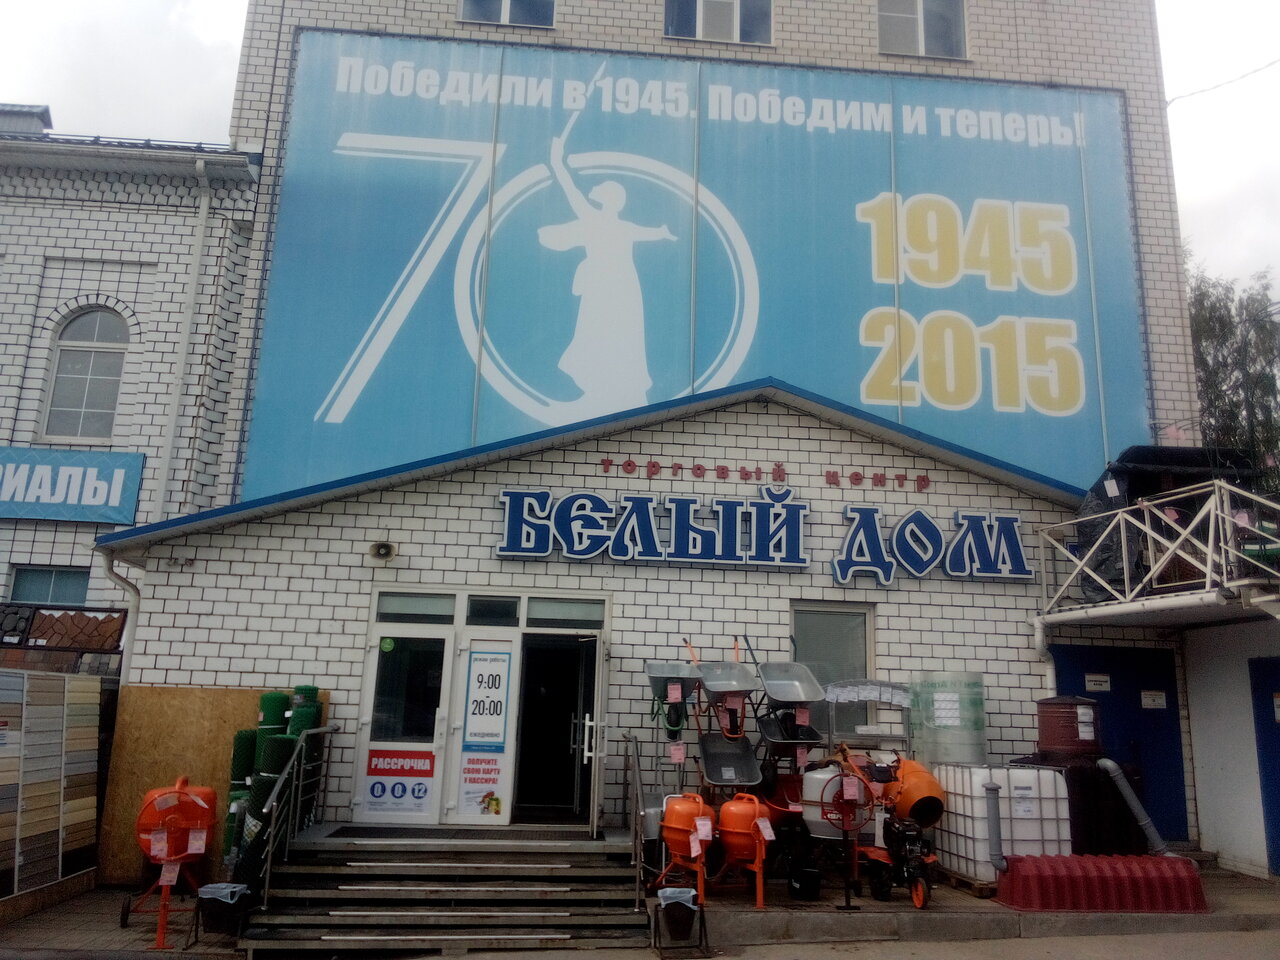 Победили в 1945. Победим и теперь!
70
1945
2015
торговый центр
БЕЛЫЙ ДОМ
ИАЛЫ
режим работы
9:00
20:00
ежедневно
РАССРОЧКА
0 0 12
ПОЛУЧИТЕ
СВОЮ КАРТУ
У КАССИРА!